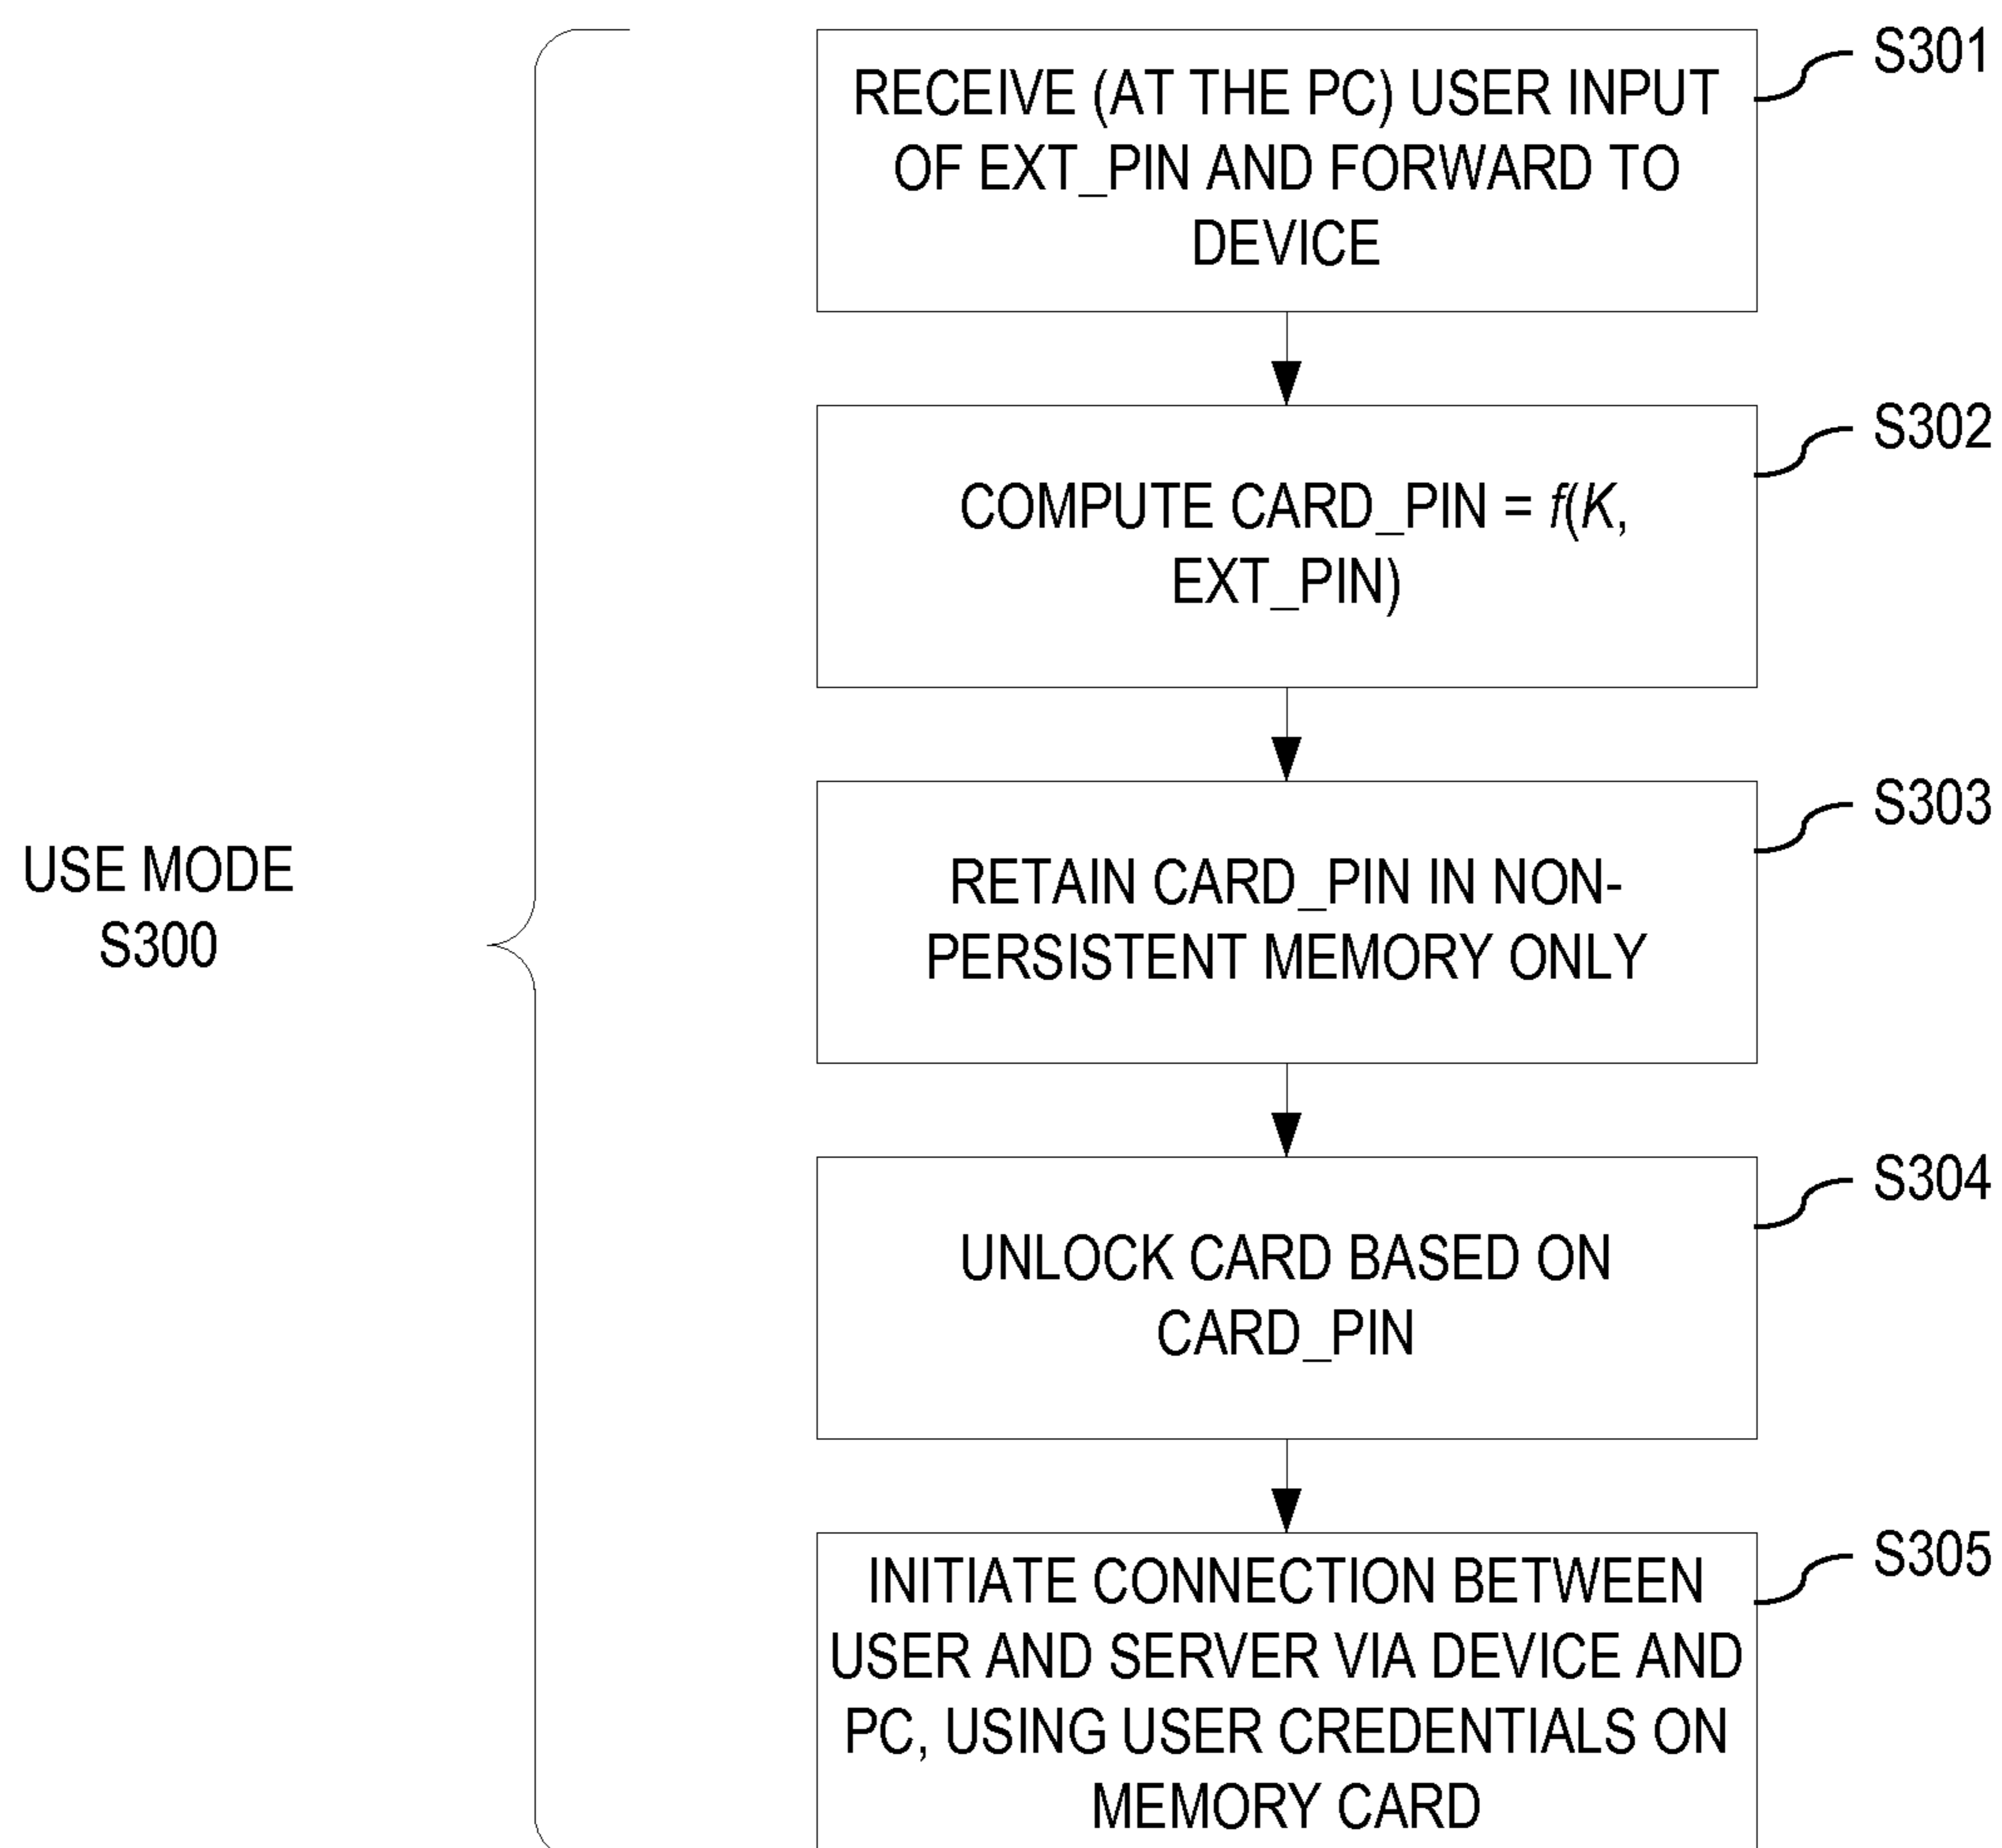 RECEIVE (AT THE PC) USER INPUT
OF EXT_PIN AND FORWARD TO
DEVICE
S301
COMPUTE CARD_PIN = f(K,
EXT_PIN)
S302
RETAIN CARD_PIN IN NON-
PERSISTENT MEMORY ONLY
S303
USE MODE
S300
UNLOCK CARD BASED ON
CARD_PIN
S304
INITIATE CONNECTION BETWEEN
USER AND SERVER VIA DEVICE AND
PC, USING USER CREDENTIALS ON
MEMORY CARD
S305